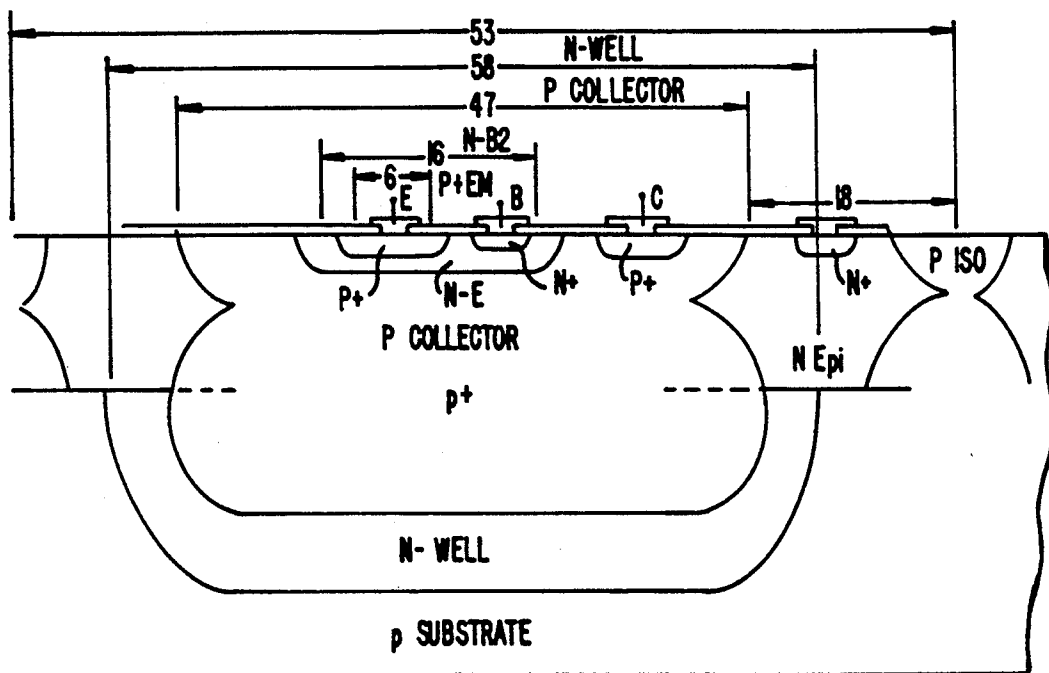 53
N-WELL
58
P COLLECTOR
47
N-B2
16
6 P+EM
E B C 18
P ISO
P+ N-E N+ P+ N+
P COLLECTOR
N Epi
p+
N- WELL
p SUBSTRATE